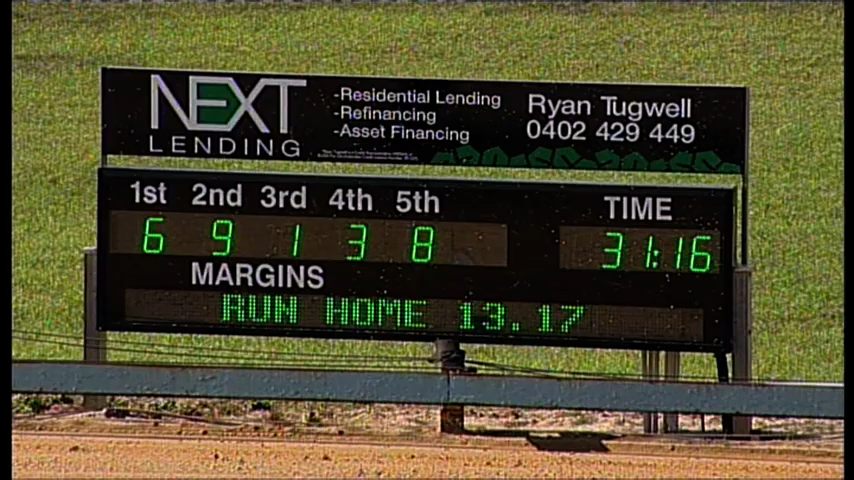 NEXT
LENDING
-Residential Lending
-Refinancing
-Asset Financing
Ryan Tugwell
0402 429 449
1st 2nd 3rd 4th 5th
TIME
6 9 1 3 8
31:16
MARGINS
RUN HOME 13.17